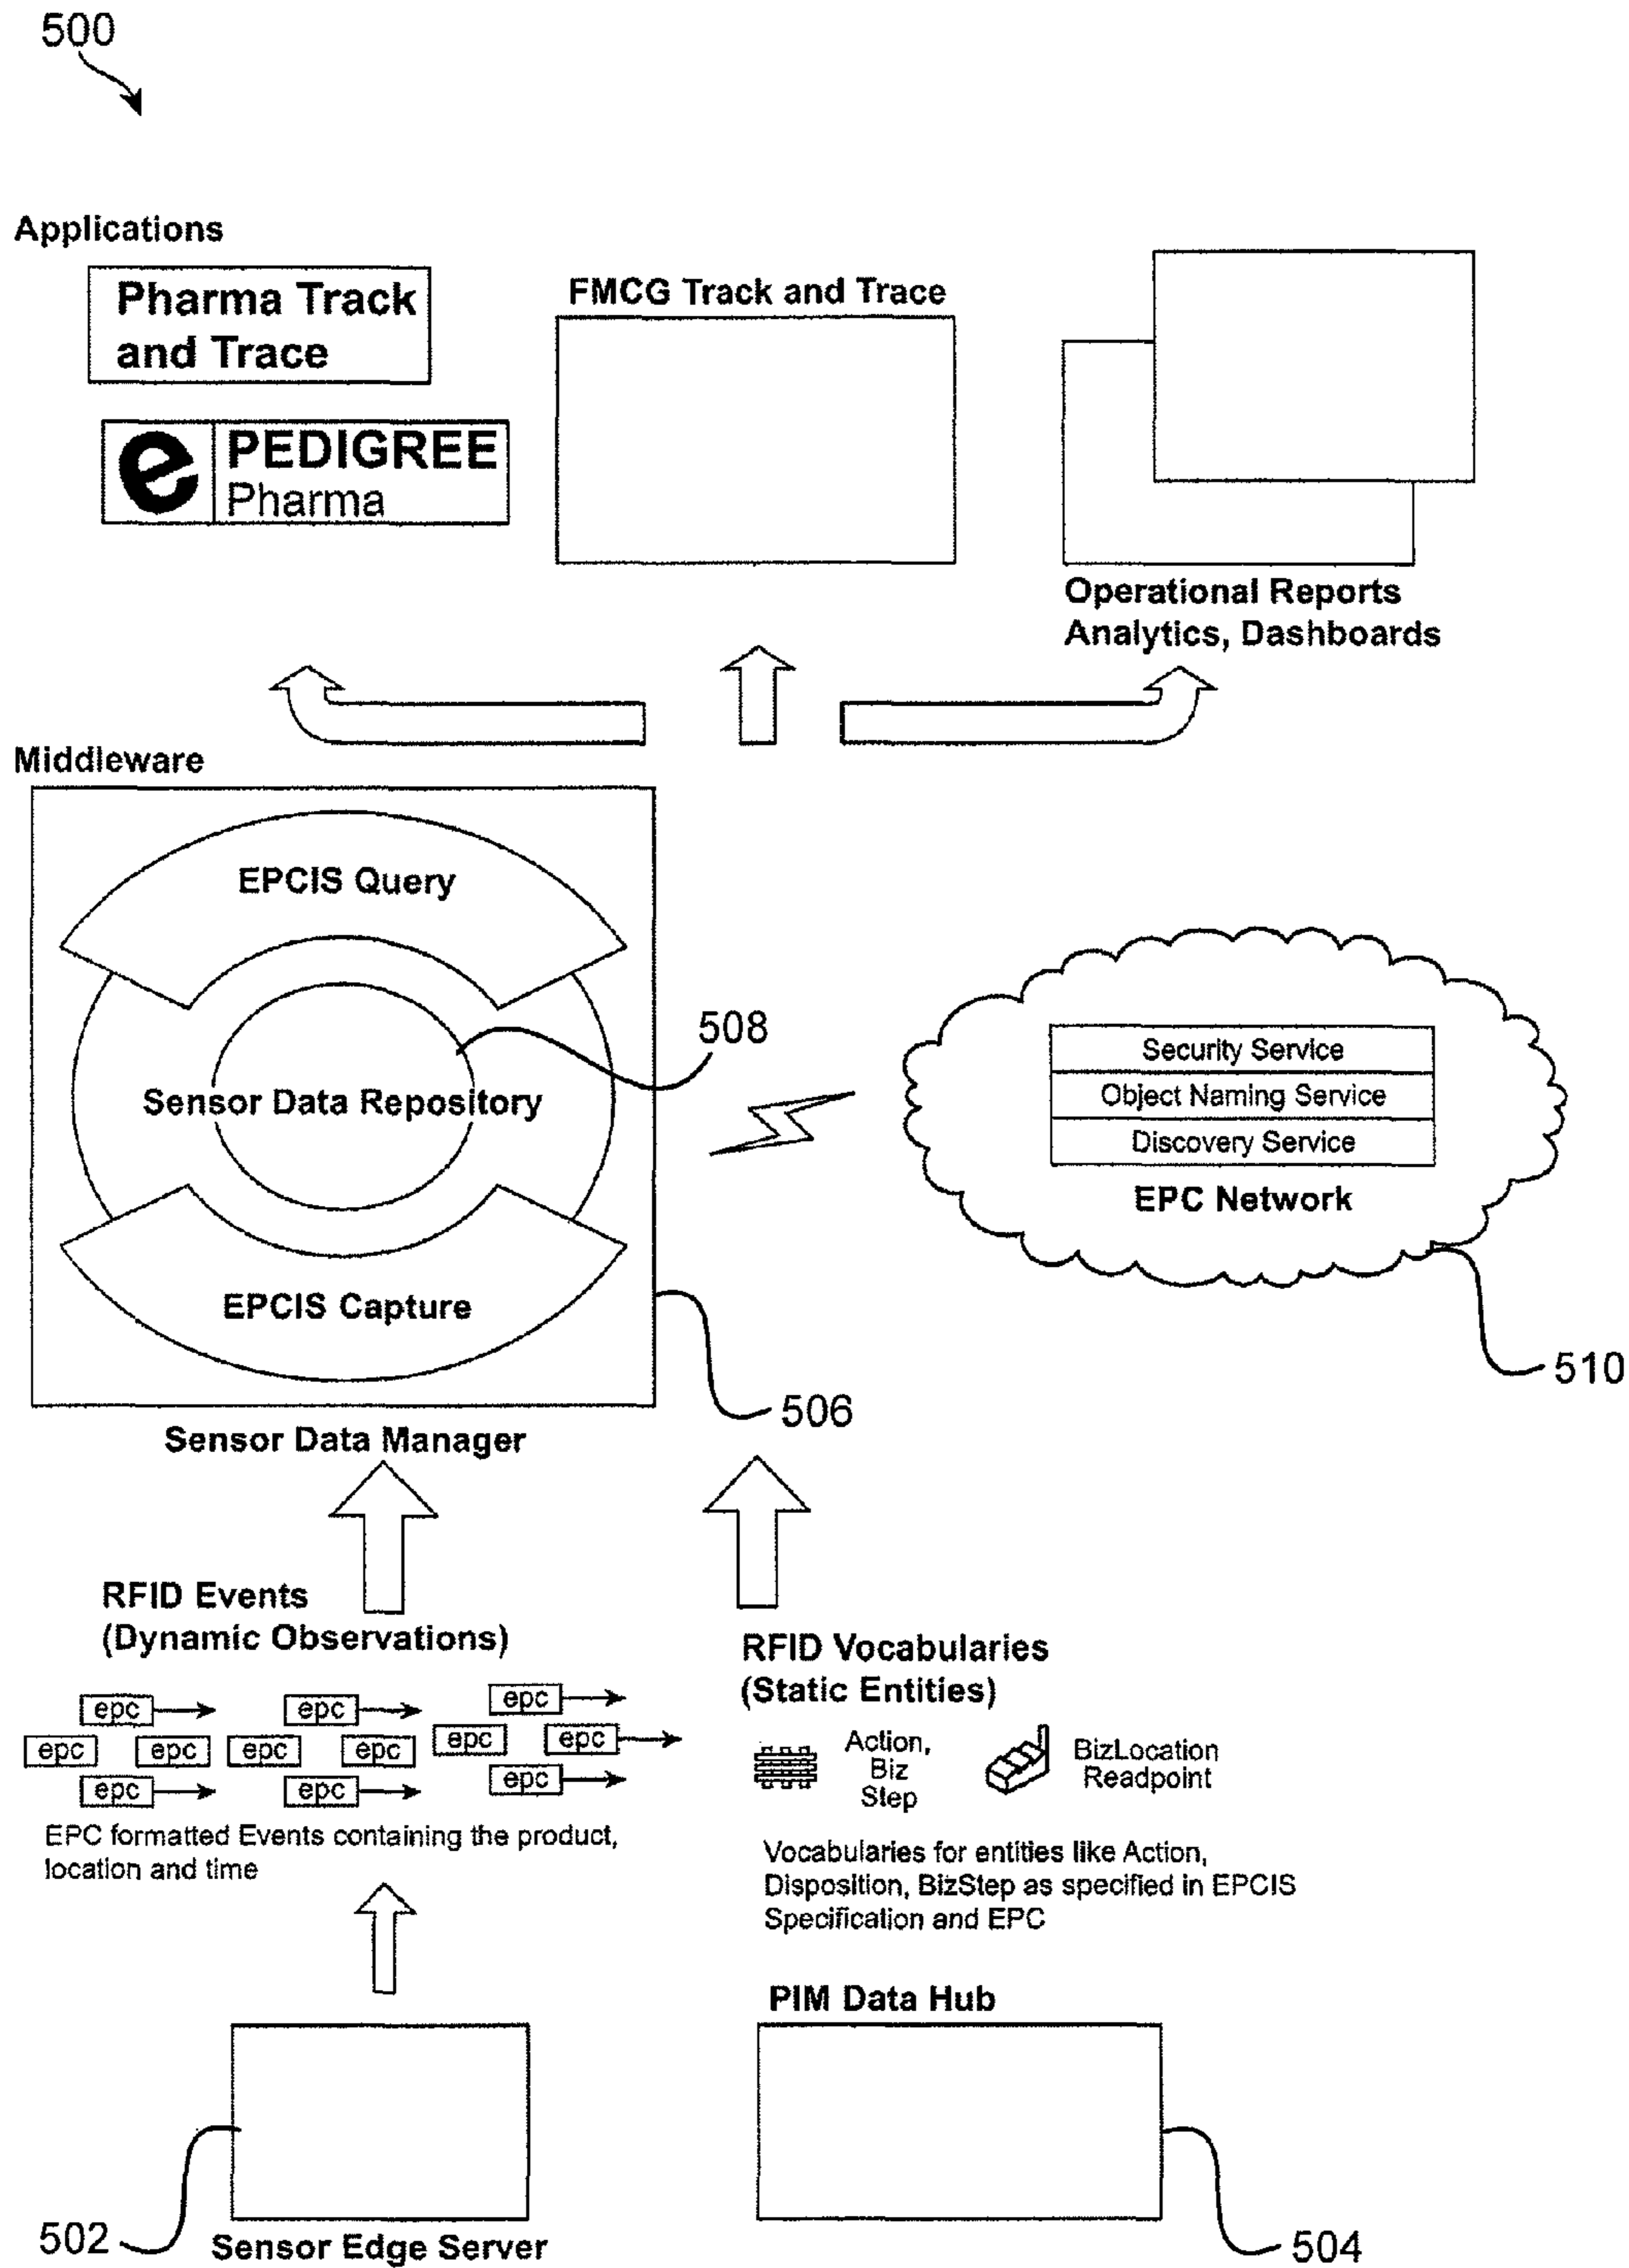 500
Applications
Pharma Track
and Trace
e PEDIGREE
Pharma
FMCG Track and Trace
Operational Reports
Analytics, Dashboards
Middleware
EPCIS Query
508
Sensor Data Repository
EPCIS Capture
506
Sensor Data Manager
Security Service
Object Naming Service
Discovery Service
EPC Network
510
RFID Events
(Dynamic Observations)
epc epc epc
epc epc epc epc epc epc
epc epc epc
EPC formatted Events containing the product,
location and time
RFID Vocabularies
(Static Entities)
Action,
Biz
Step
BizLocation
Readpoint
Vocabularies for entities like Action,
Disposition, BizStep as specified in EPCIS
Specification and EPC
PIM Data Hub
502
Sensor Edge Server
504